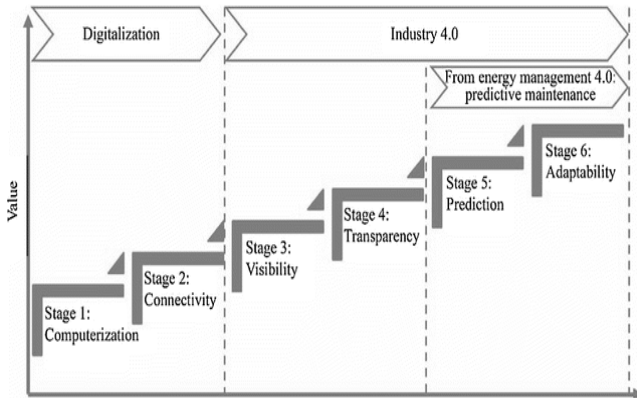 Digitalization
Industry 4.0
From energy management 4.0:
predictive maintenance
Value
Stage 1:
Computerization
Stage 2:
Connectivity
Stage 3:
Visibility
Stage 4:
Transparency
Stage 5:
Prediction
Stage 6:
Adaptability